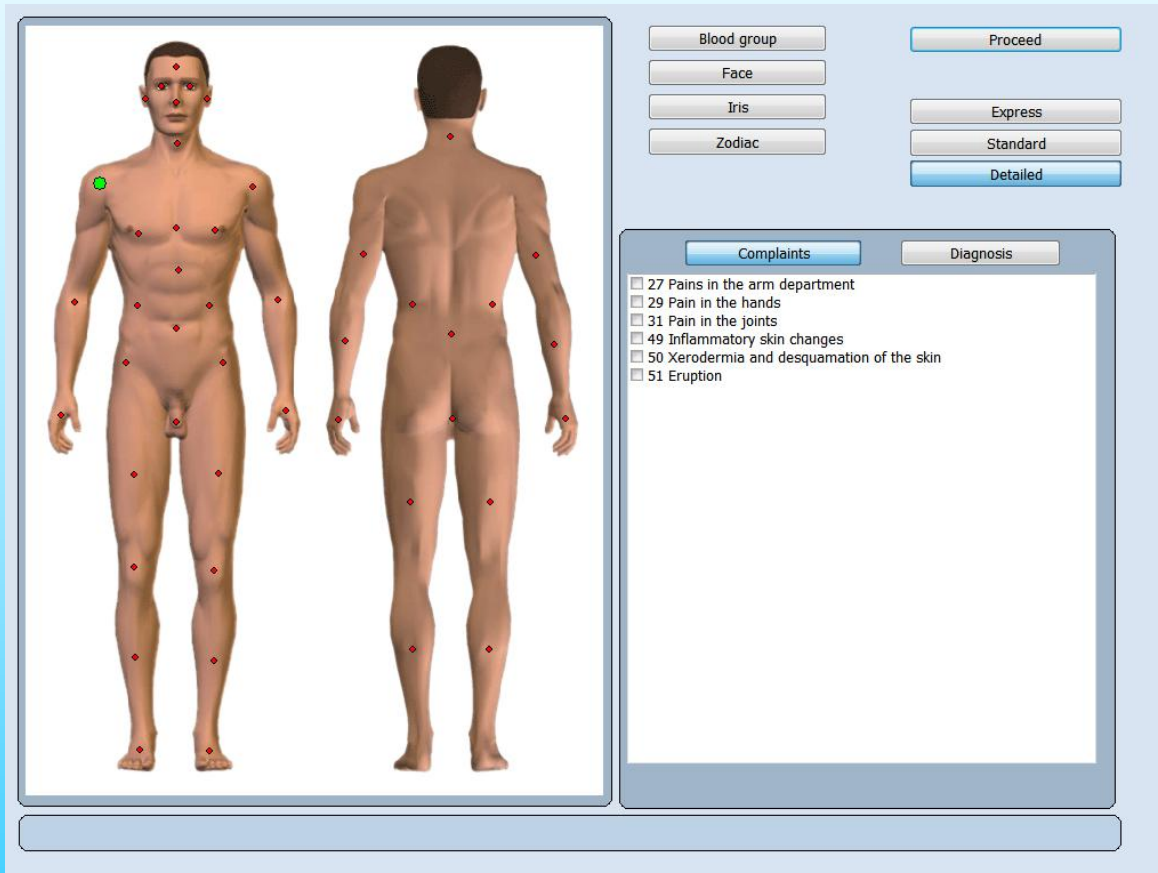 Blood group
Proceed
Face
Iris
Express
Zodiac
Standard
Detailed
Complaints
Diagnosis
27 Pains in the arm department
29 Pain in the hands
31 Pain in the joints
49 Inflammatory skin changes
50 Xerodermia and desquamation of the skin
51 Eruption